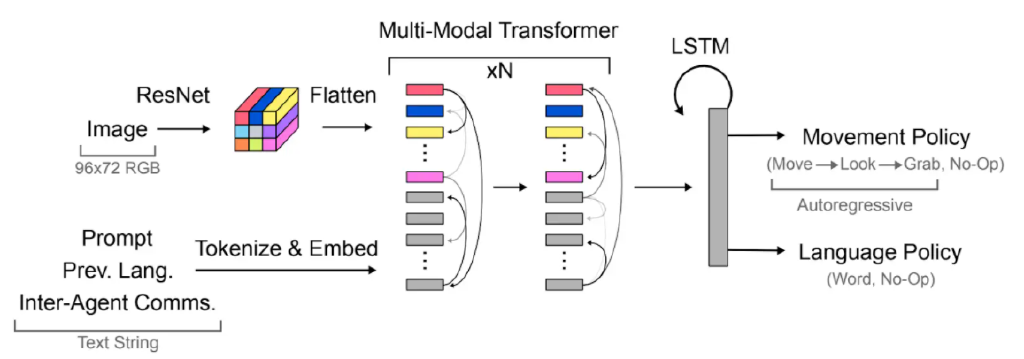 Multi-Modal Transformer
xN
LSTM
ResNet
Flatten
Image
96x72 RGB
Movement Policy
(Move→Look→Grab, No-Op)
Autoregressive
Prompt
Prev. Lang.
Inter-Agent Comms.
Text String
Tokenize & Embed
Language Policy
(Word, No-Op)